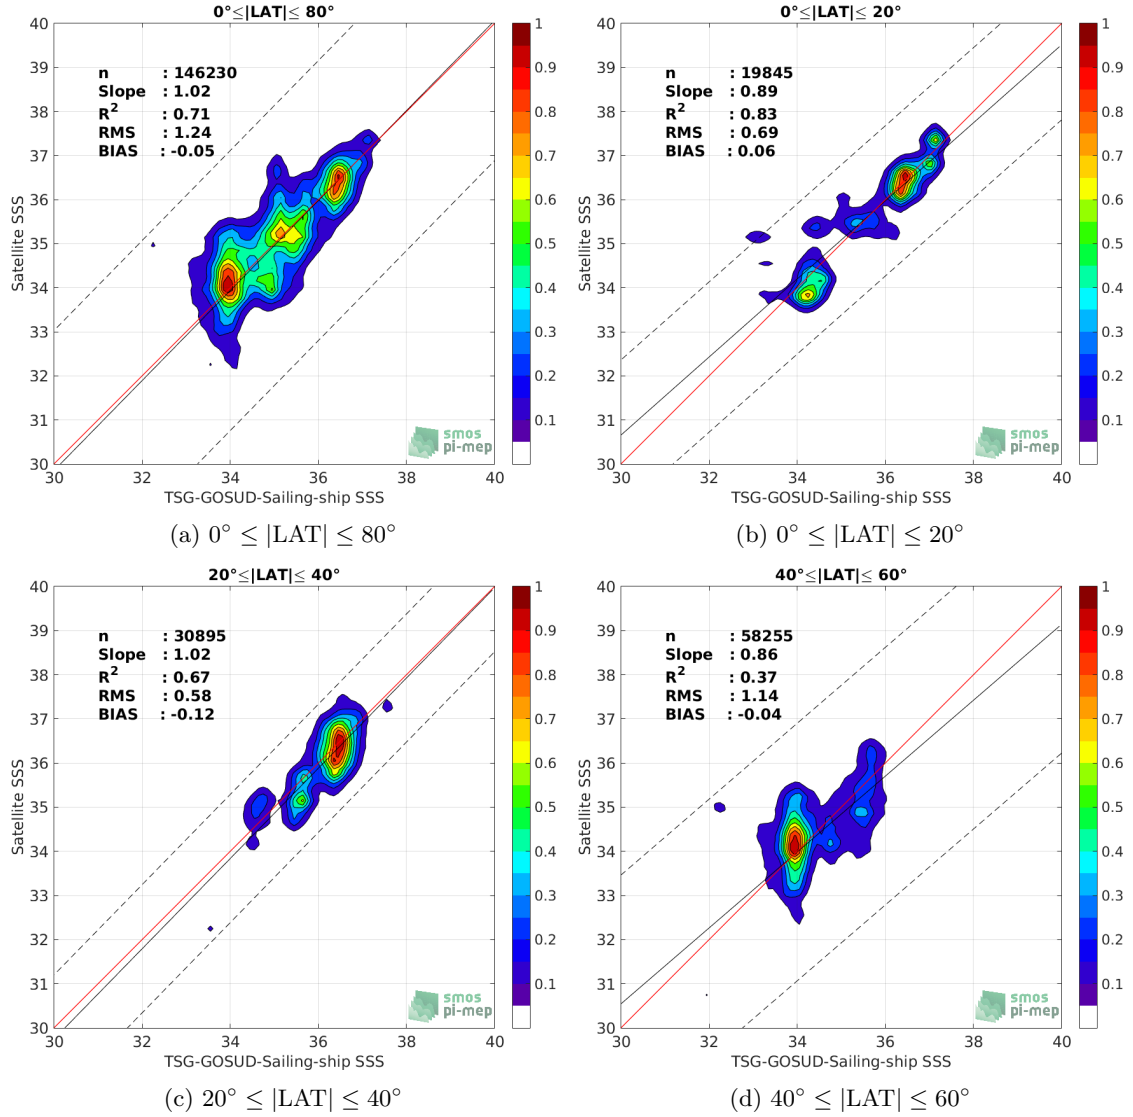 0°≤|LAT|≤ 80°
n : 146230
Slope : 1.02
R² : 0.71
RMS : 1.24
BIAS : -0.05
Satellite SSS
40
39
38
37
36
35
34
33
32
31
30
30 32 34 36 38 40
TSG-GOSUD-Sailing-ship SSS
1
0.9
0.8
0.7
0.6
0.5
0.4
0.3
0.2
0.1
smos
pi-mep
(a) 0° ≤ |LAT| ≤ 80°
0°≤|LAT|≤ 20°
n : 19845
Slope : 0.89
R² : 0.83
RMS : 0.69
BIAS : 0.06
Satellite SSS
40
39
38
37
36
35
34
33
32
31
30
30 32 34 36 38 40
TSG-GOSUD-Sailing-ship SSS
1
0.9
0.8
0.7
0.6
0.5
0.4
0.3
0.2
0.1
smos
pi-mep
(b) 0° ≤ |LAT| ≤ 20°
20°≤|LAT|≤ 40°
n : 30895
Slope : 1.02
R² : 0.67
RMS : 0.58
BIAS : -0.12
Satellite SSS
40
39
38
37
36
35
34
33
32
31
30
30 32 34 36 38 40
TSG-GOSUD-Sailing-ship SSS
1
0.9
0.8
0.7
0.6
0.5
0.4
0.3
0.2
0.1
smos
pi-mep
(c) 20° ≤ |LAT| ≤ 40°
40°≤|LAT|≤ 60°
n : 58255
Slope : 0.86
R² : 0.37
RMS : 1.14
BIAS : -0.04
Satellite SSS
40
39
38
37
36
35
34
33
32
31
30
30 32 34 36 38 40
TSG-GOSUD-Sailing-ship SSS
1
0.9
0.8
0.7
0.6
0.5
0.4
0.3
0.2
0.1
smos
pi-mep
(d) 40° ≤ |LAT| ≤ 60°